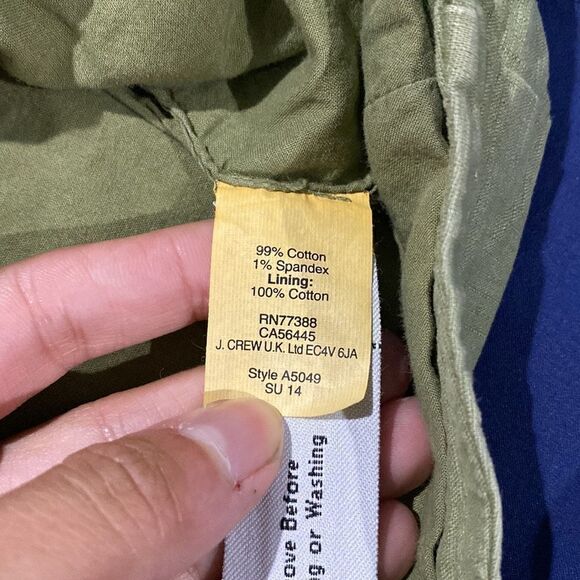 99% Cotton
1% Spandex
Lining:
100% Cotton
RN77388
CA56445
J. CREW U.K. Ltd EC4V 6JA
Style A5049
SU 14
Before
or Washing